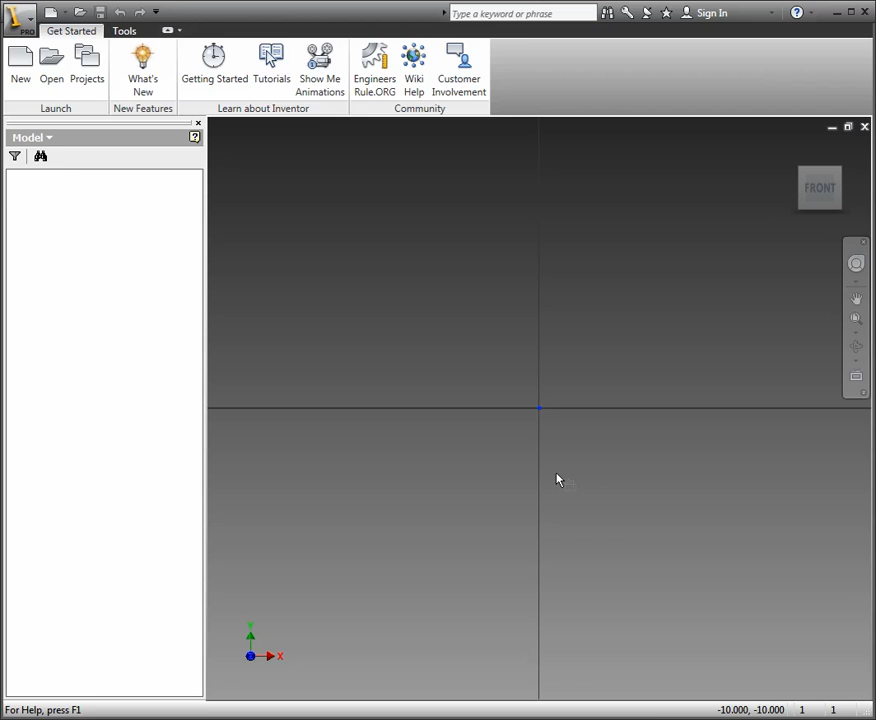 Type a keyword or phrase
Sign In
PRO
Get Started
Tools
New
Open
Projects
What's
New
Getting Started
Tutorials
Show Me
Animations
Engineers
Rule.ORG
Wiki
Help
Customer
Involvement
Launch
New Features
Learn about Inventor
Community
Model
FRONT
Y
X
For Help, press F1
-10.000, -10.000
1
1